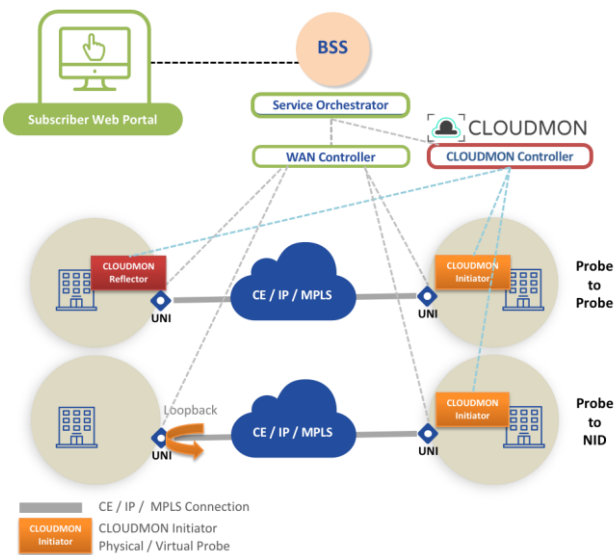 BSS
Subscriber Web Portal
Service Orchestrator
CLOUDMON
WAN Controller
CLOUDMON Controller
CLOUDMON
Reflector
UNI
CE / IP / MPLS
UNI
CLOUDMON
Initiator
Probe
to
Probe
Loopback
UNI
CE / IP / MPLS
UNI
CLOUDMON
Initiator
Probe
to
NID
CE / IP / MPLS Connection
CLOUDMON
Initiator
CLOUDMON Initiator
Physical / Virtual Probe